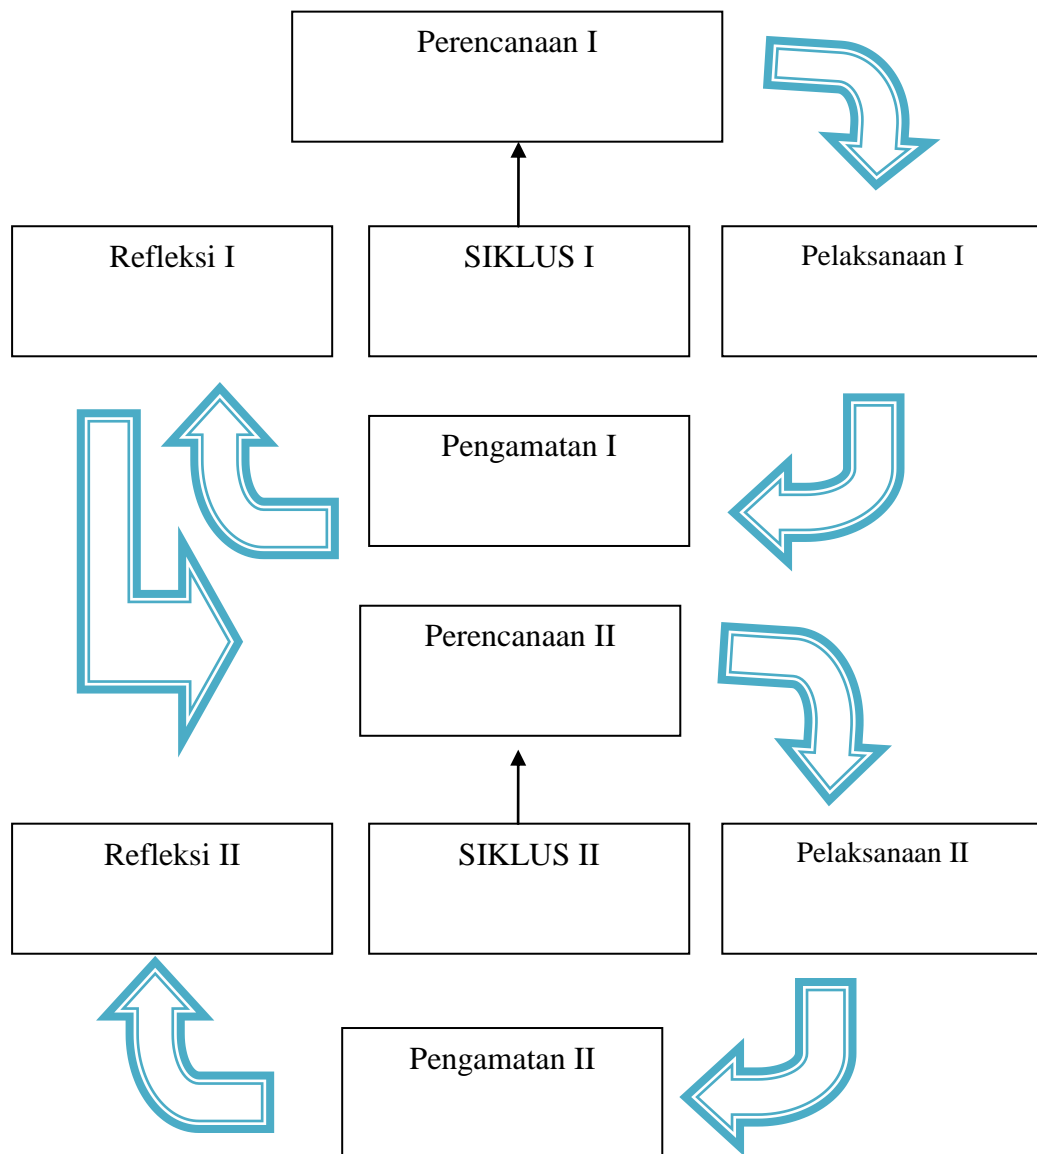 Perencanaan I
Refleksi I
SIKLUS I
Pelaksanaan I
Pengamatan I
Perencanaan II
Refleksi II
SIKLUS II
Pelaksanaan II
Pengamatan II